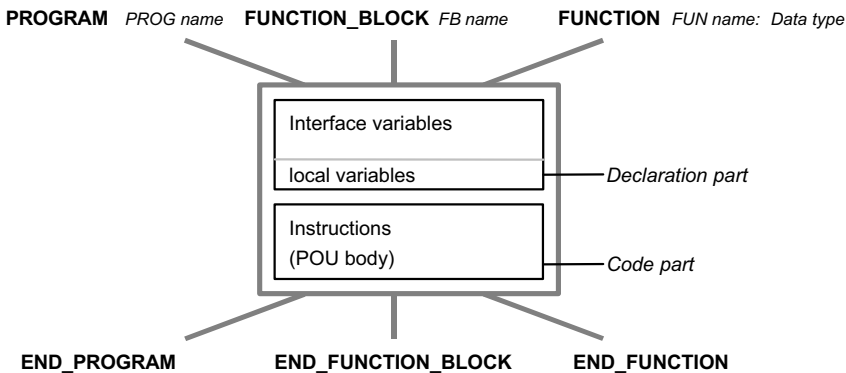 PROGRAM PROG name FUNCTION_BLOCK FB name FUNCTION FUN name: Data type
Interface variables
local variables
Declaration part
Instructions
(POU body)
Code part
END_PROGRAM END_FUNCTION_BLOCK END_FUNCTION